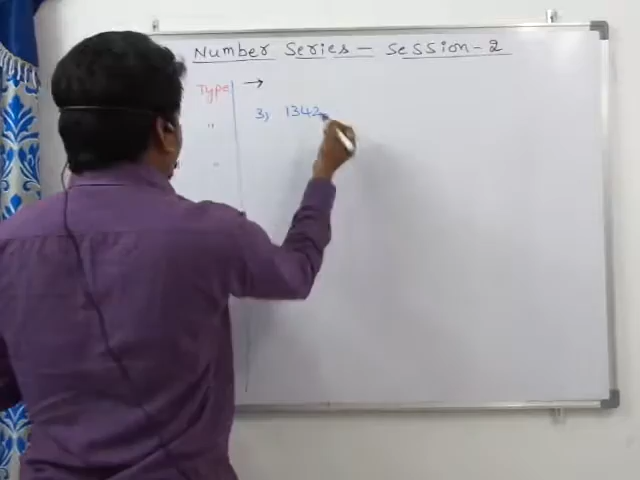 Number Series - Session-2
Type →
" 3, 1342
"